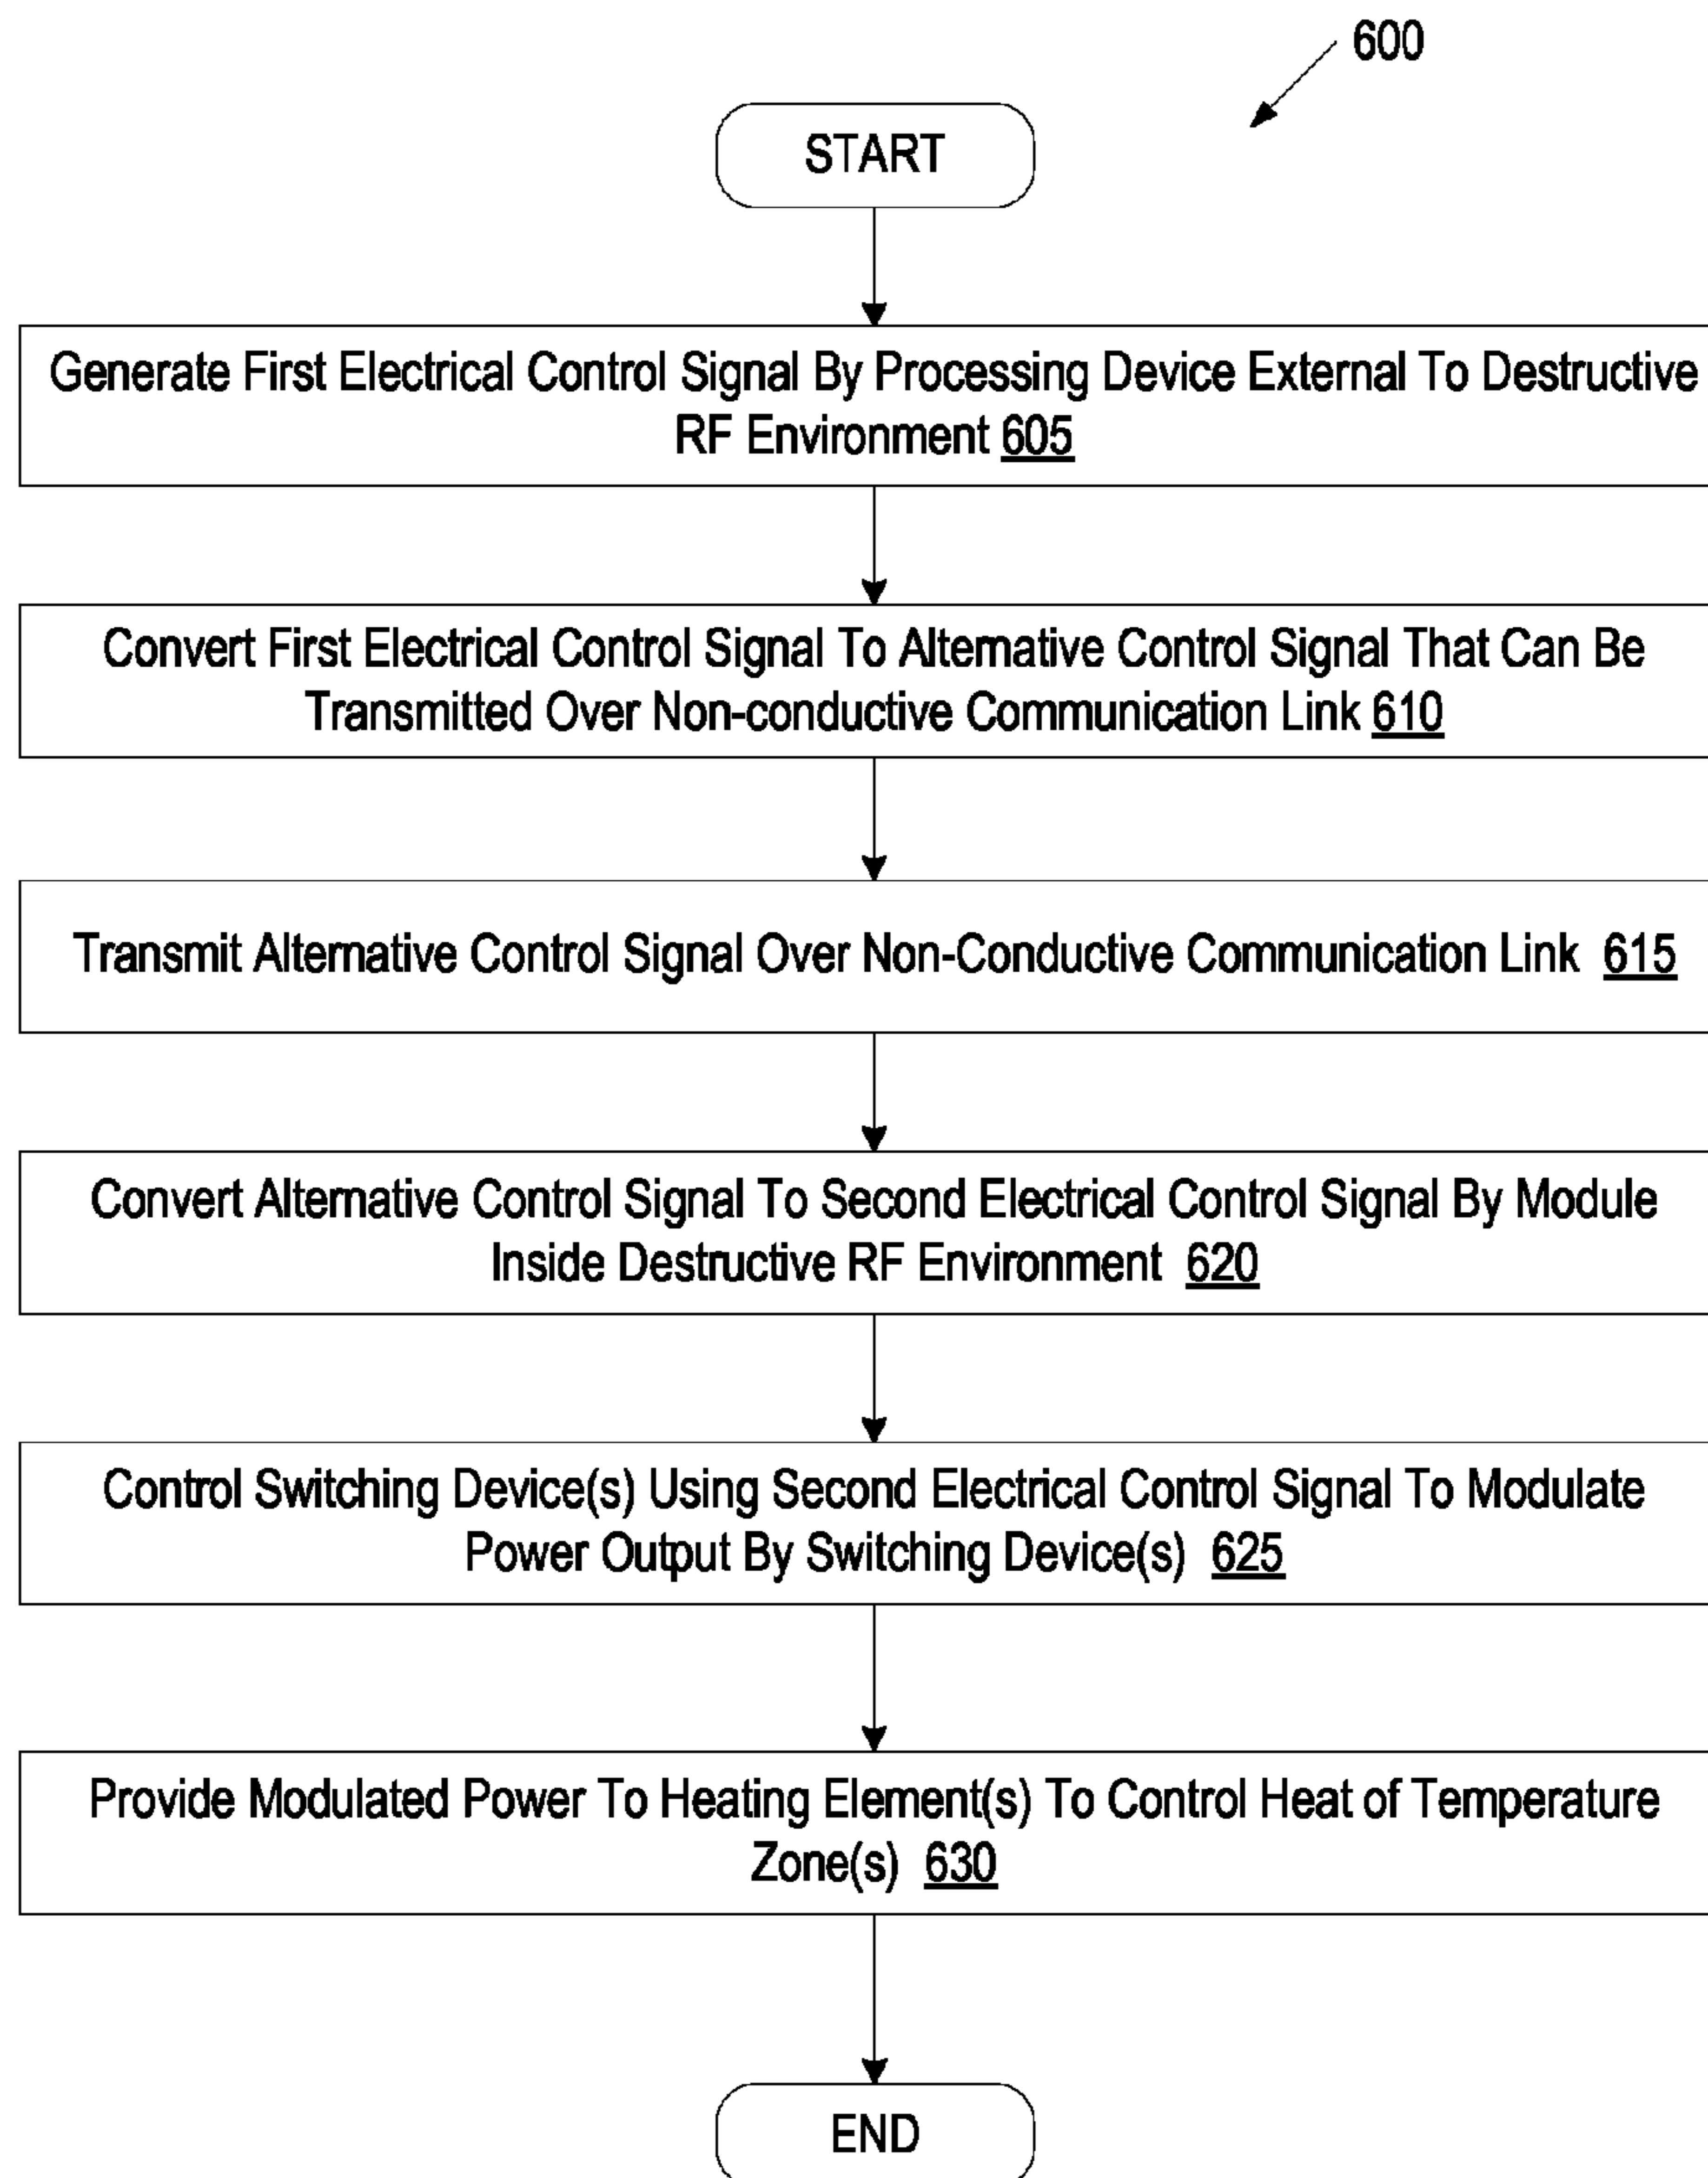 600
START
Generate First Electrical Control Signal By Processing Device External To Destructive
RF Environment 605
Convert First Electrical Control Signal To Alternative Control Signal That Can Be
Transmitted Over Non-conductive Communication Link 610
Transmit Alternative Control Signal Over Non-Conductive Communication Link 615
Convert Alternative Control Signal To Second Electrical Control Signal By Module
Inside Destructive RF Environment 620
Control Switching Device(s) Using Second Electrical Control Signal To Modulate
Power Output By Switching Device(s) 625
Provide Modulated Power To Heating Element(s) To Control Heat of Temperature
Zone(s) 630
END